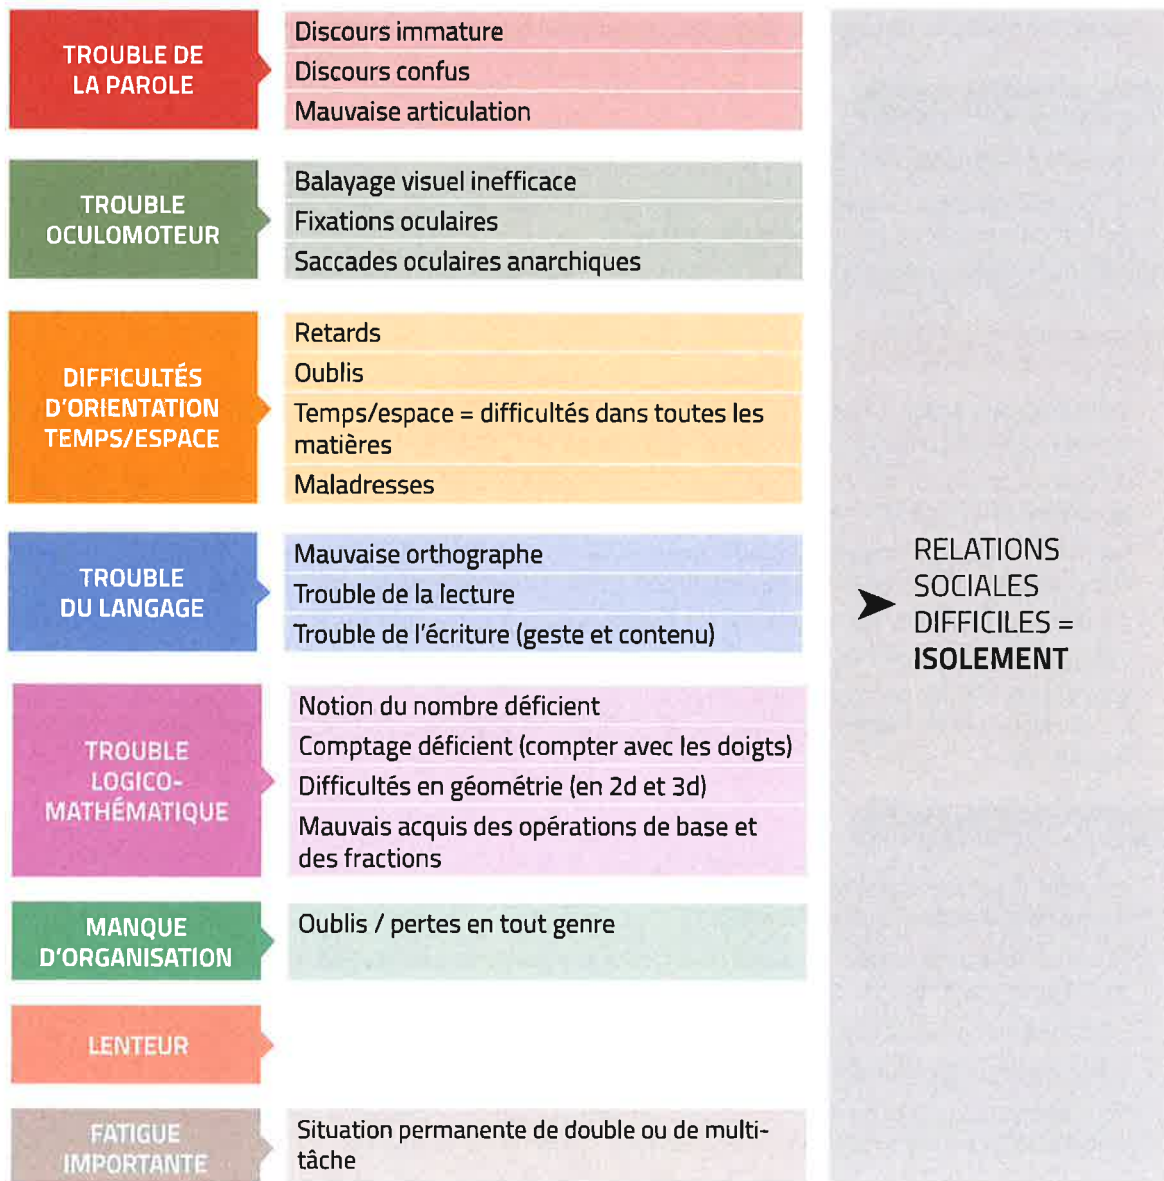 TROUBLE DE
LA PAROLE
Discours immature
Discours confus
Mauvaise articulation
TROUBLE
OCULOMOTEUR
Balayage visuel inefficace
Fixations oculaires
Saccades oculaires anarchiques
DIFFICULTÉS
D'ORIENTATION
TEMPS/ESPACE
Retards
Oublis
Temps/espace = difficultés dans toutes les
matières
Maladresses
TROUBLE
DU LANGAGE
Mauvaise orthographe
Trouble de la lecture
Trouble de l'écriture (geste et contenu)
TROUBLE
LOGICO-
MATHÉMATIQUE
Notion du nombre déficient
Comptage déficient (compter avec les doigts)
Difficultés en géométrie (en 2d et 3d)
Mauvais acquis des opérations de base et
des fractions
MANQUE
D'ORGANISATION
Oublis / pertes en tout genre
LENTEUR
FATIGUE
IMPORTANTE
Situation permanente de double ou de multi-
tâche
RELATIONS
SOCIALES
DIFFICILES =
ISOLEMENT